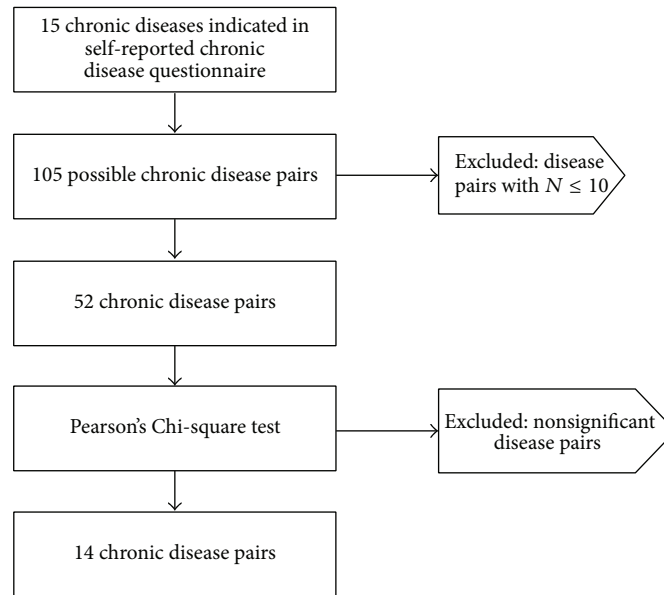 15 chronic diseases indicated in
self-reported chronic
disease questionnaire
105 possible chronic disease pairs
Excluded: disease
pairs with N ≤ 10
52 chronic disease pairs
Pearson's Chi-square test
Excluded: nonsignificant
disease pairs
14 chronic disease pairs